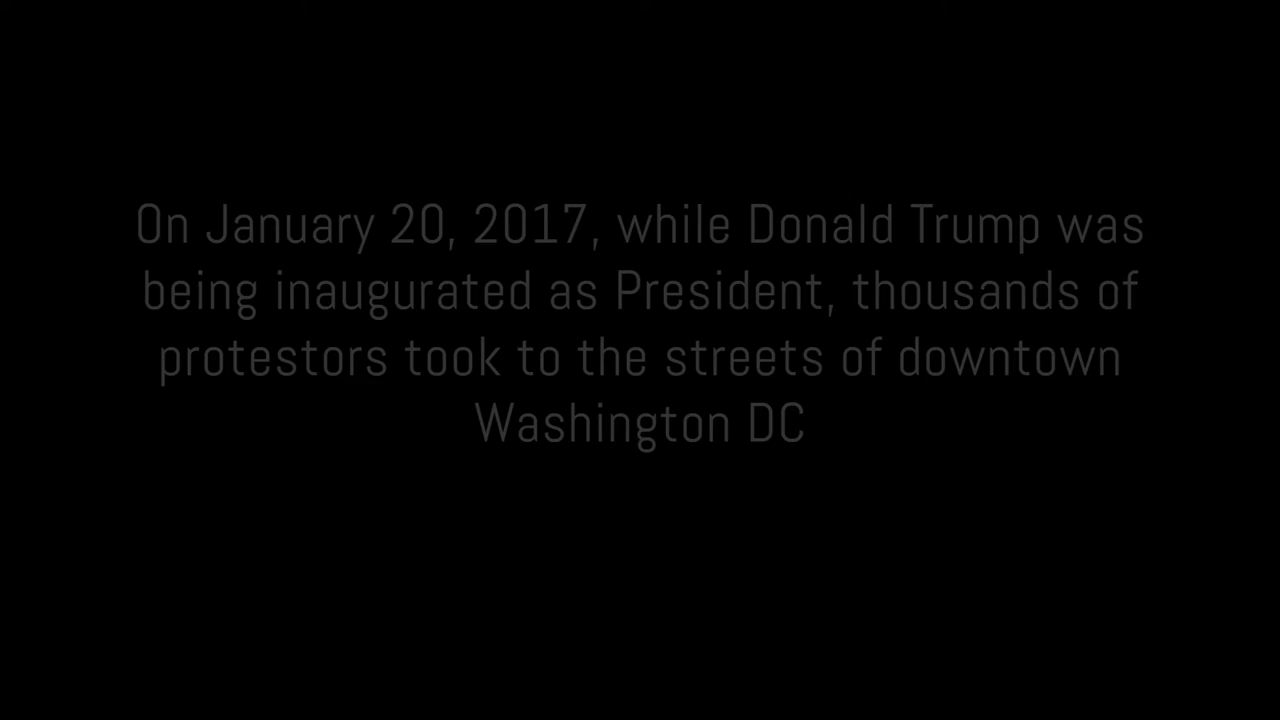 On January 20, 2017, while Donald Trump was
being inaugurated as President, thousands of
protestors took to the streets of downtown
Washington DC